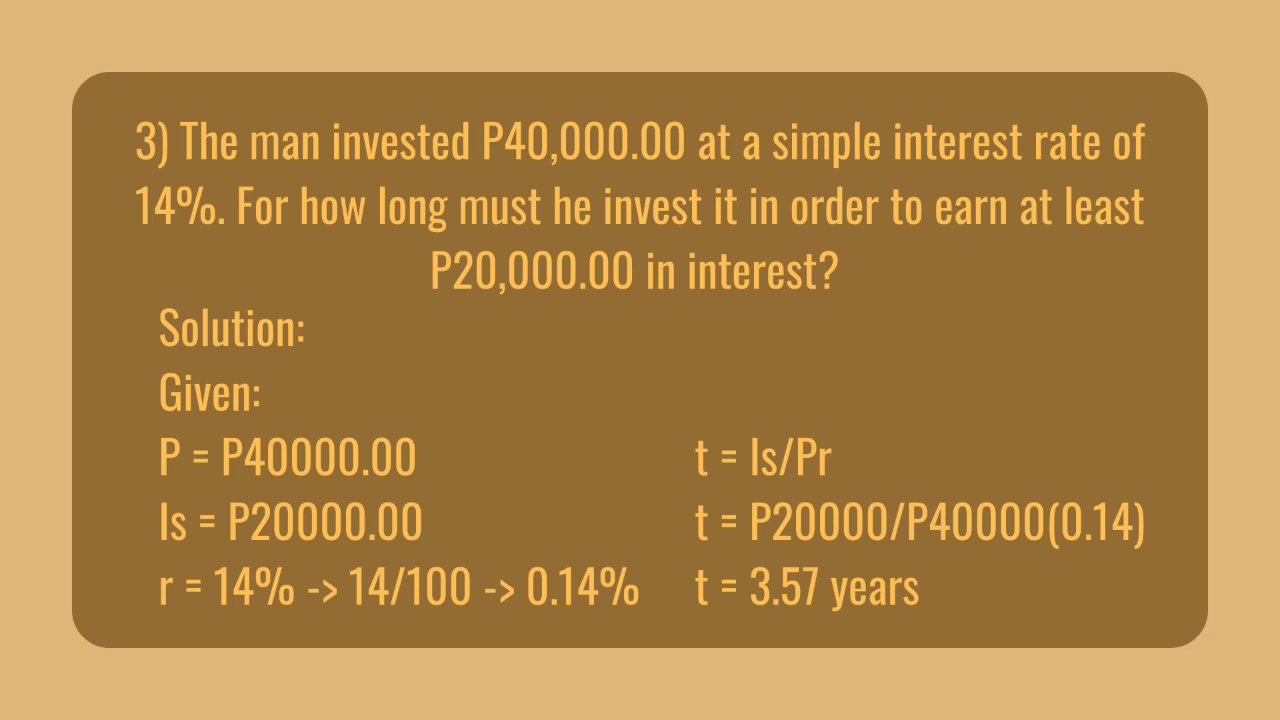 3) The man invested P40,000.00 at a simple interest rate of
14%. For how long must he invest it in order to earn at least
P20,000.00 in interest?
Solution:
Given:
P = P40000.00
Is = P20000.00
r = 14% -> 14/100 -> 0.14%
t = Is/Pr
t = P20000/P40000(0.14)
t = 3.57 years